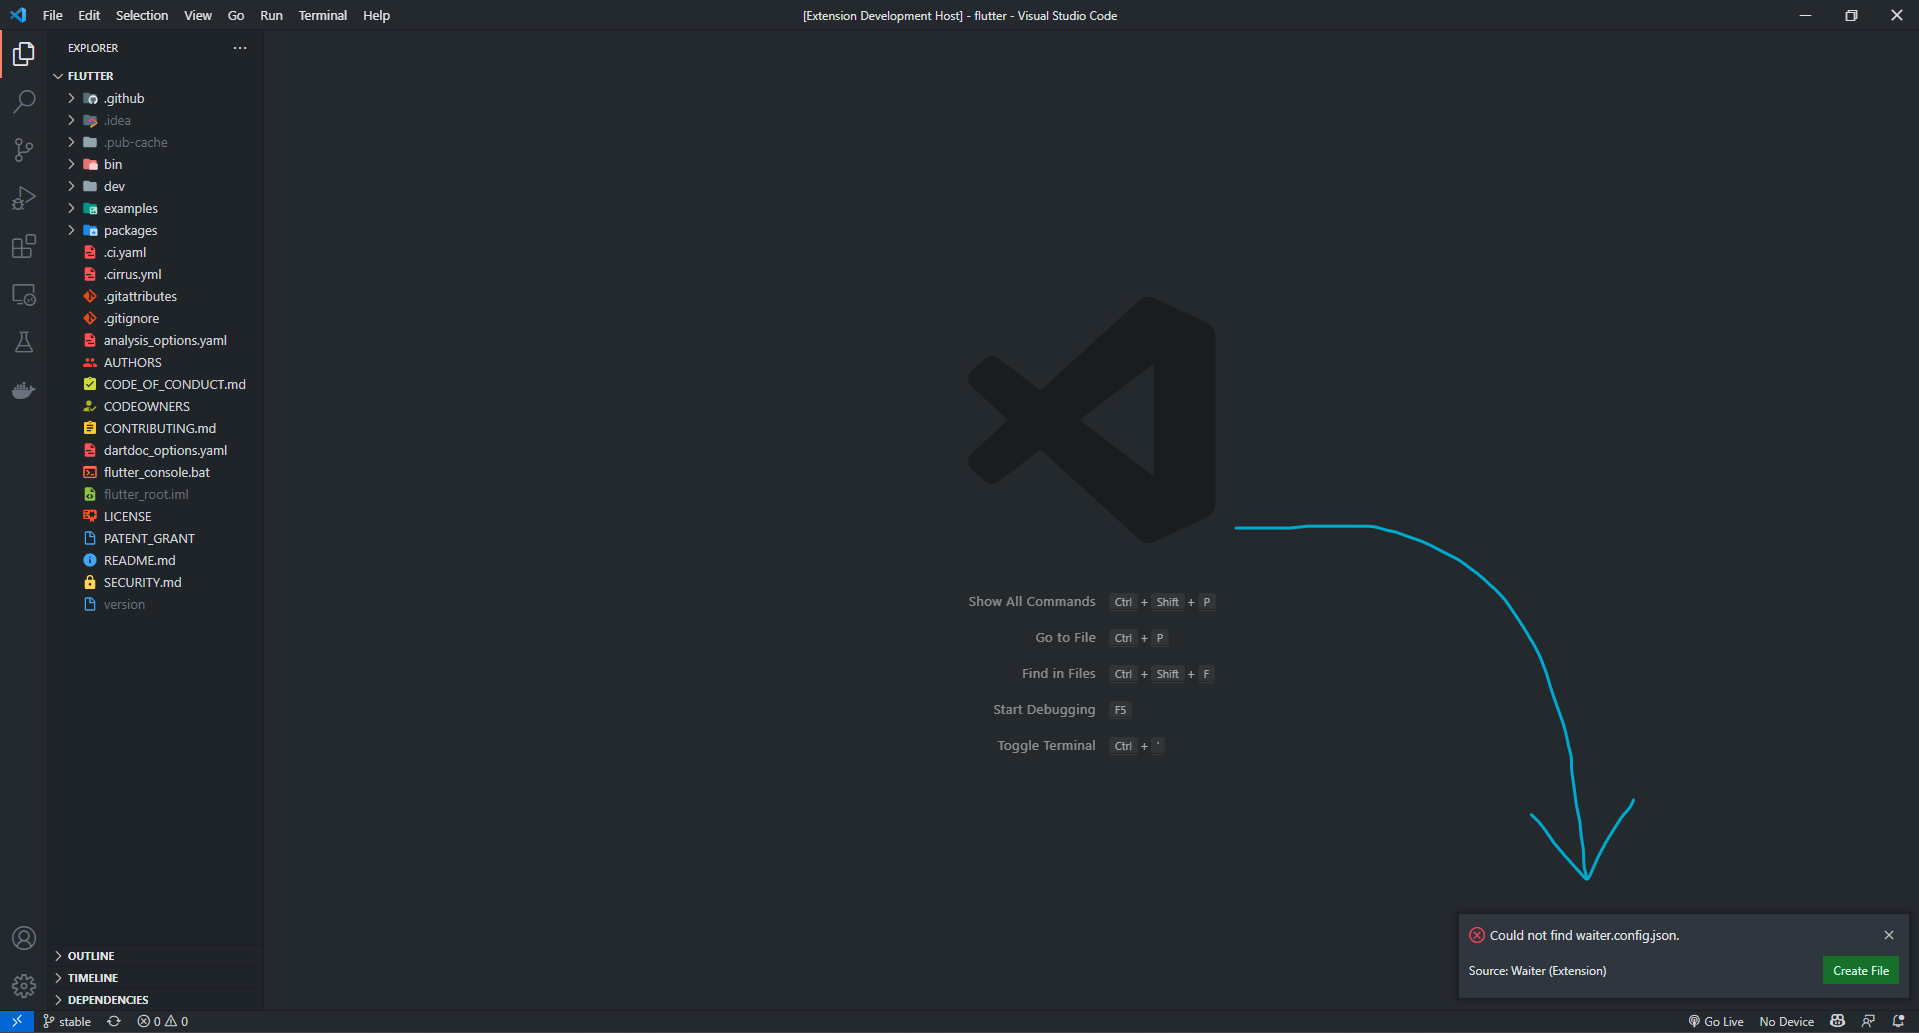 File Edit Selection View Go Run Terminal Help
[Extension Development Host] - flutter - Visual Studio Code
EXPLORER
FLUTTER
.github
.idea
.pub-cache
bin
dev
examples
packages
.ci.yaml
.cirrus.yml
.gitattributes
.gitignore
analysis_options.yaml
AUTHORS
CODE_OF_CONDUCT.md
CODEOWNERS
CONTRIBUTING.md
dartdoc_options.yaml
flutter_console.bat
flutter_root.iml
LICENSE
PATENT_GRANT
README.md
SECURITY.md
version
OUTLINE
TIMELINE
DEPENDENCIES
Show All Commands Ctrl + Shift + P
Go to File Ctrl + P
Find in Files Ctrl + Shift + F
Start Debugging F5
Toggle Terminal Ctrl + `
Could not find waiter.config.json.
Source: Waiter (Extension)
Create File
stable 0 0
Go Live No Device